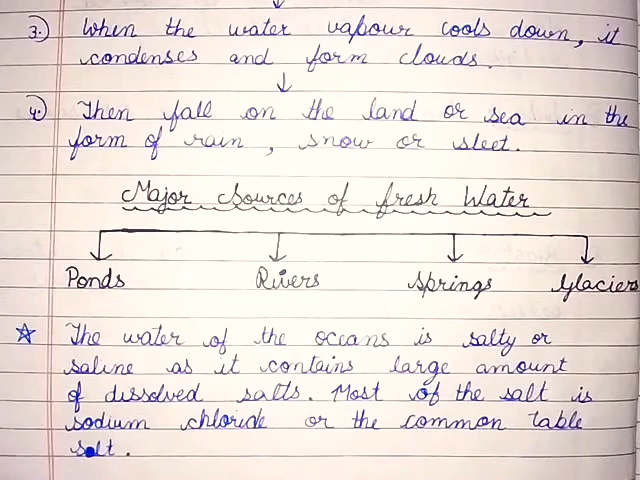 3.) When the water vapour cools down, it
condenses and form clouds.
↓
4.) Then fall on the land or sea in the
form of rain, snow or sleet.
Major Sources of fresh Water
Ponds Rivers Springs Glaciers
☆ The water of the oceans is salty or
saline as it contains large amount
of dissolved salts. Most of the salt is
sodium chloride or the common table
salt.